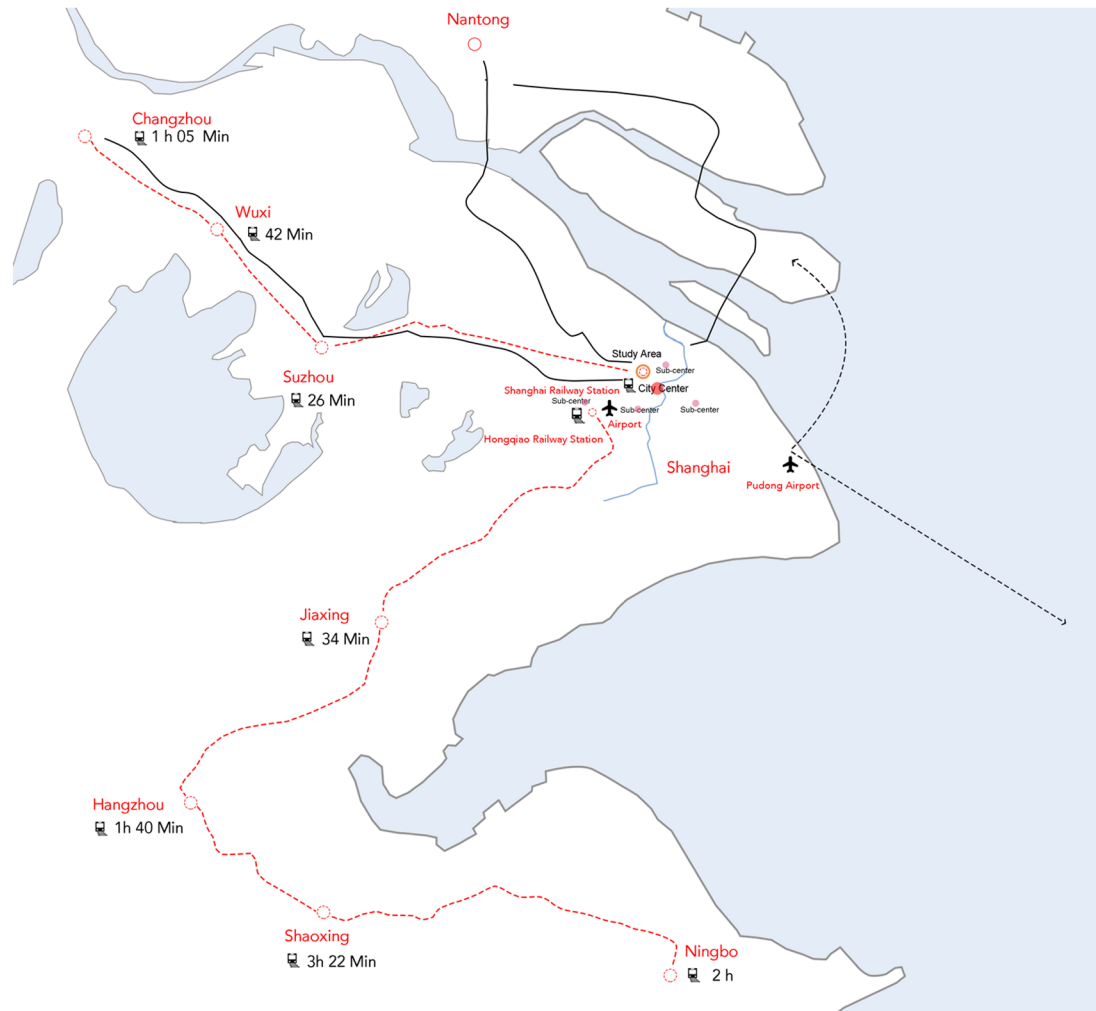 Nantong
Changzhou
1 h 05 Min
Wuxi
42 Min
Study Area
Sub-center
Suzhou
26 Min
Shanghai Railway Station
City Center
Sub-center
Sub-center
Sub-center
Airport
Hongqiao Railway Station
Shanghai
Pudong Airport
Jiaxing
34 Min
Hangzhou
1h 40 Min
Shaoxing
3h 22 Min
Ningbo
2 h